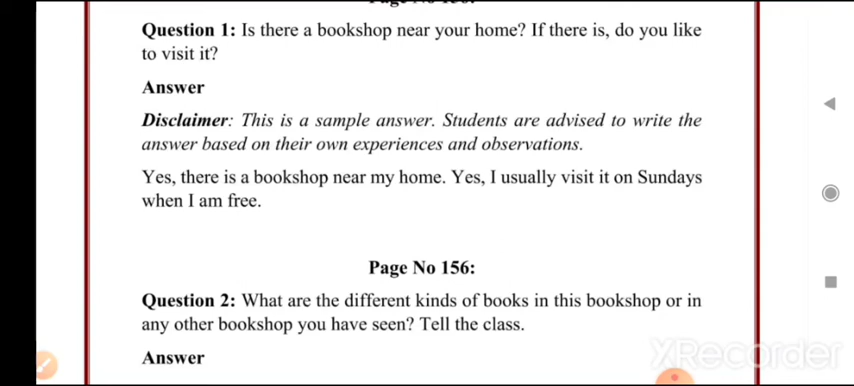 Question 1: Is there a bookshop near your home? If there is, do you like
to visit it?
Answer
Disclaimer: This is a sample answer. Students are advised to write the
answer based on their own experiences and observations.
Yes, there is a bookshop near my home. Yes, I usually visit it on Sundays
when I am free.
Page No 156:
Question 2: What are the different kinds of books in this bookshop or in
any other bookshop you have seen? Tell the class.
Answer
XRecorder